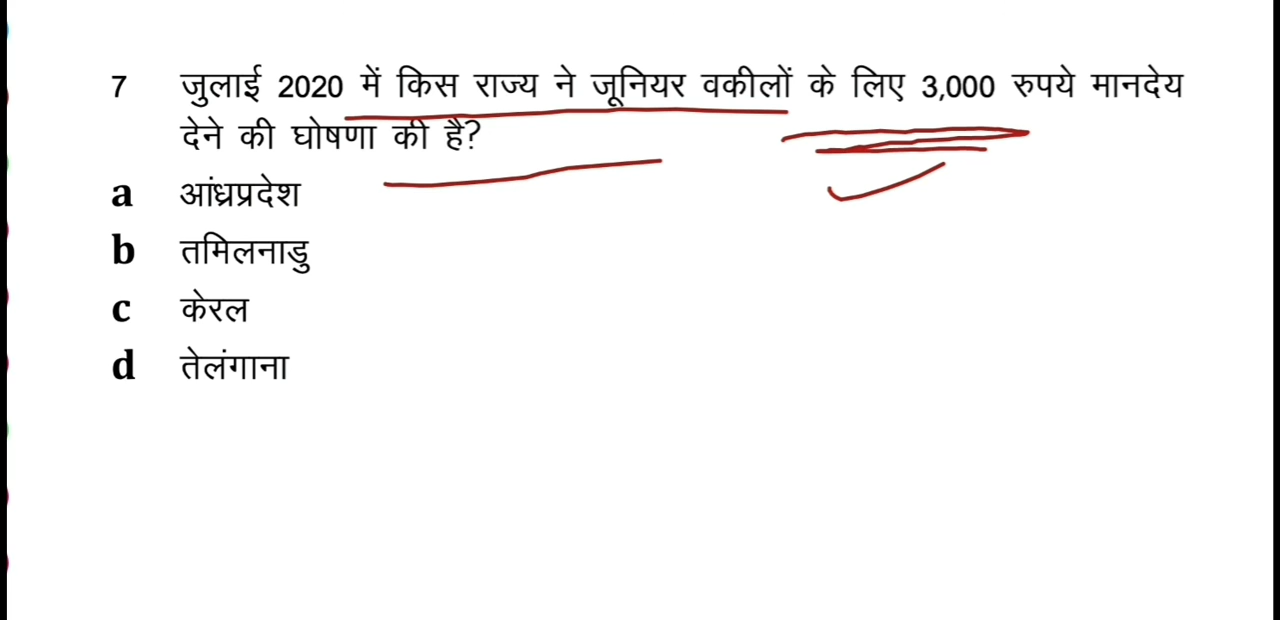 7 जुलाई 2020 में किस राज्य ने जूनियर वकीलों के लिए 3,000 रुपये मानदेय
देने की घोषणा की है?
a आंध्रप्रदेश
b तमिलनाडु
c केरल
d तेलंगाना